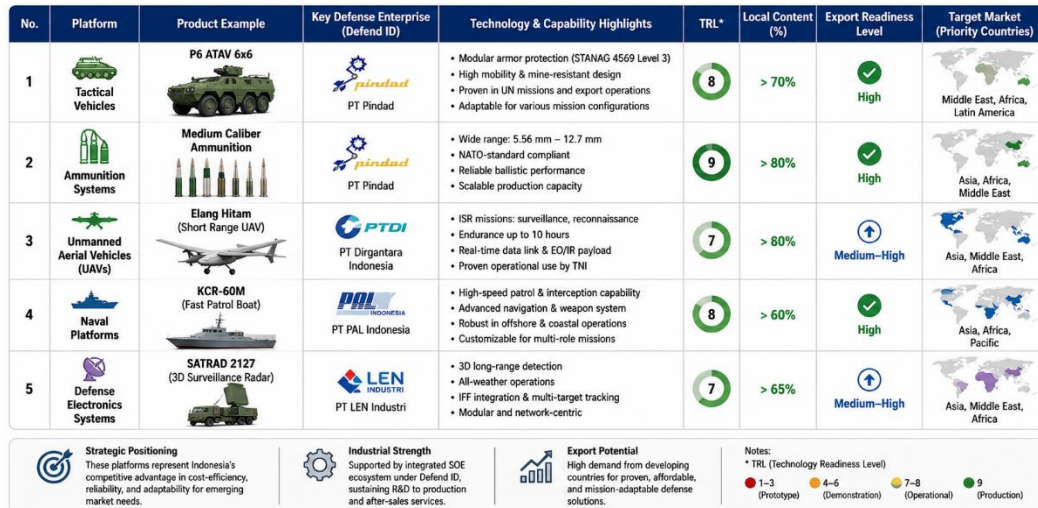 No. Platform Product Example Key Defense Enterprise (Defend ID) Technology & Capability Highlights TRL* Local Content (%) Export Readiness Level Target Market (Priority Countries)
1
Tactical Vehicles
P6 ATAV 6x6
pindad
PT Pindad
• Modular armor protection (STANAG 4569 Level 3)
• High mobility & mine-resistant design
• Proven in UN missions and export operations
• Adaptable for various mission configurations
8
> 70%
High
Middle East, Africa,
Latin America
2
Ammunition
Systems
Medium Caliber
Ammunition
pindad
PT Pindad
• Wide range: 5.56 mm – 12.7 mm
• NATO-standard compliant
• Reliable ballistic performance
• Scalable production capacity
9
> 80%
High
Asia, Africa,
Middle East
3
Unmanned
Aerial Vehicles
(UAVs)
Elang Hitam
(Short Range UAV)
PTDI
PT Dirgantara
Indonesia
• ISR missions: surveillance, reconnaissance
• Endurance up to 10 hours
• Real-time data link & EO/IR payload
• Proven operational use by TNI
7
> 80%
Medium–High
Asia, Middle East,
Africa
4
Naval
Platforms
KCR-60M
(Fast Patrol Boat)
PAL
INDONESIA
PT PAL Indonesia
• High-speed patrol & interception capability
• Advanced navigation & weapon system
• Robust in offshore & coastal operations
• Customizable for multi-role missions
8
> 60%
High
Asia, Africa,
Pacific
5
Defense
Electronics
Systems
SATRAD 2127
(3D Surveillance Radar)
LEN
INDUSTRI
PT LEN Industri
• 3D long-range detection
• All-weather operations
• IFF integration & multi-target tracking
• Modular and network-centric
7
> 65%
Medium–High
Asia, Middle East,
Africa
Strategic Positioning
These platforms represent Indonesia's
competitive advantage in cost-efficiency,
reliability, and adaptability for emerging
market needs.
Industrial Strength
Supported by integrated SOE
ecosystem under Defend ID,
sustaining R&D to production
and after-sales services.
Export Potential
High demand from developing
countries for proven, affordable,
and mission-adaptable defense
solutions.
Notes:
* TRL (Technology Readiness Level)
1–3
(Prototype)
4–6
(Demonstration)
7–8
(Operational)
9
(Production)